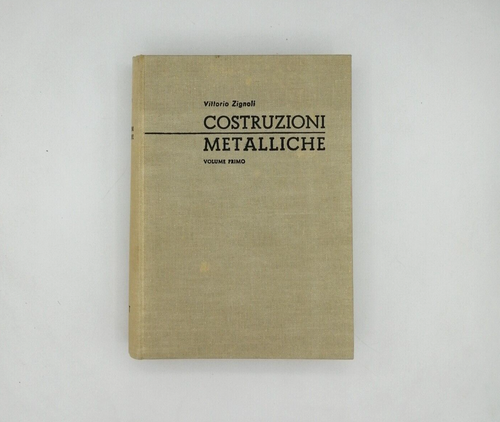 Vittorio Zignoli
COSTRUZIONI
METALLICHE
VOLUME PRIMO